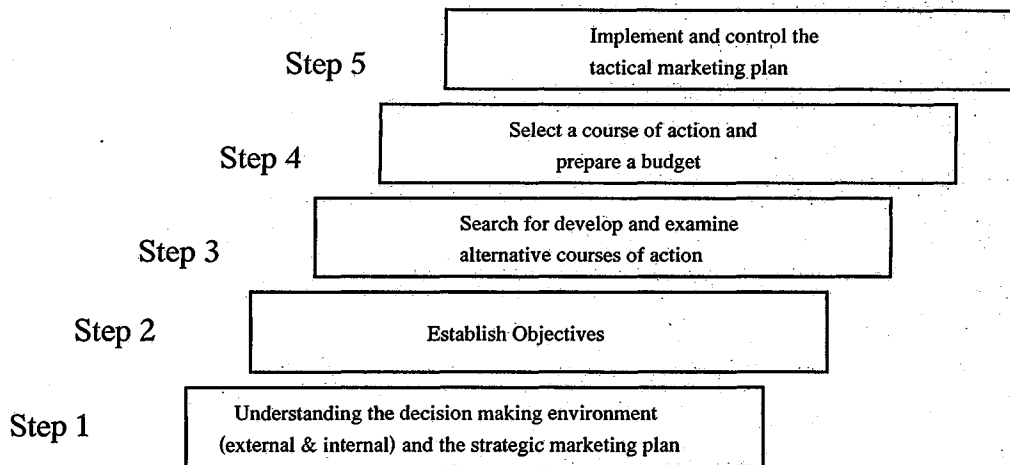 Step 5
Implement and control the
tactical marketing plan
Step 4
Select a course of action and
prepare a budget
Step 3
Search for develop and examine
alternative courses of action
Step 2
Establish Objectives
Step 1
Understanding the decision making environment
(external & internal) and the strategic marketing plan